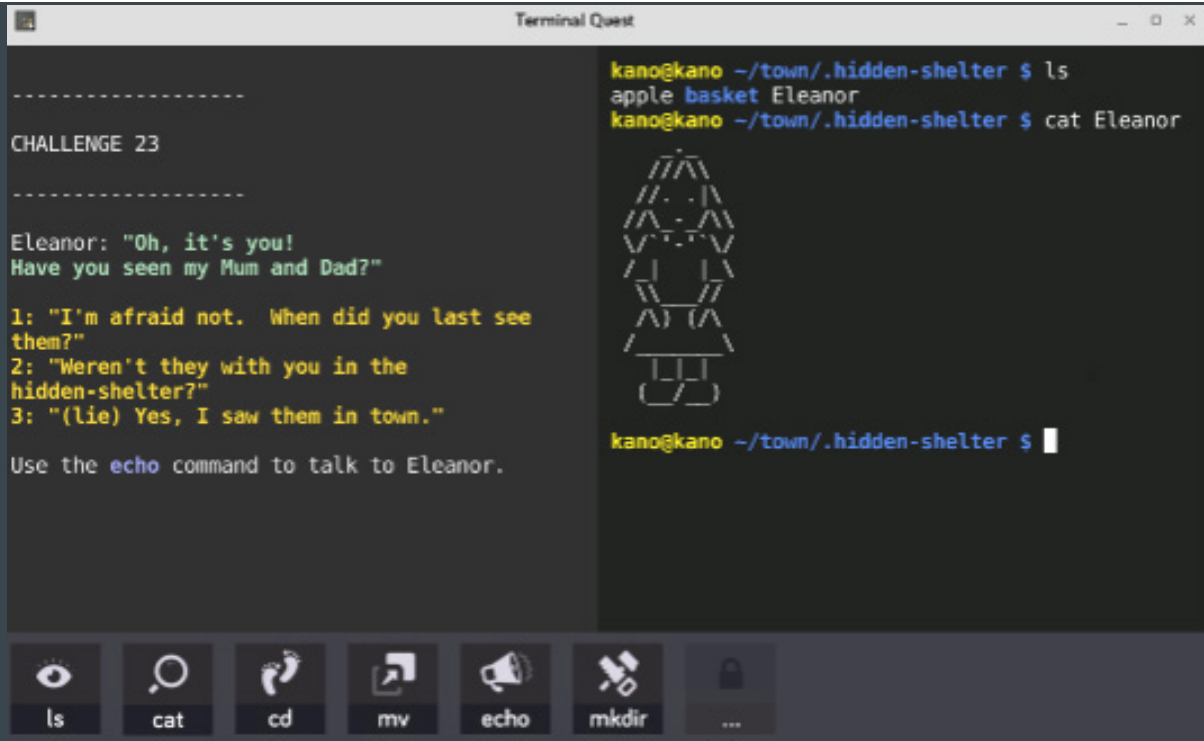 Terminal Quest
-------------------
CHALLENGE 23
-------------------
Eleanor: "Oh, it's you!
Have you seen my Mum and Dad?"
1: "I'm afraid not.  When did you last see
them?"
2: "Weren't they with you in the
hidden-shelter?"
3: "(lie) Yes, I saw them in town."
Use the echo command to talk to Eleanor.
kano@kano ~/town/.hidden-shelter $ ls
apple basket Eleanor
kano@kano ~/town/.hidden-shelter $ cat Eleanor
kano@kano ~/town/.hidden-shelter $
ls
cat
cd
mv
echo
mkdir
...